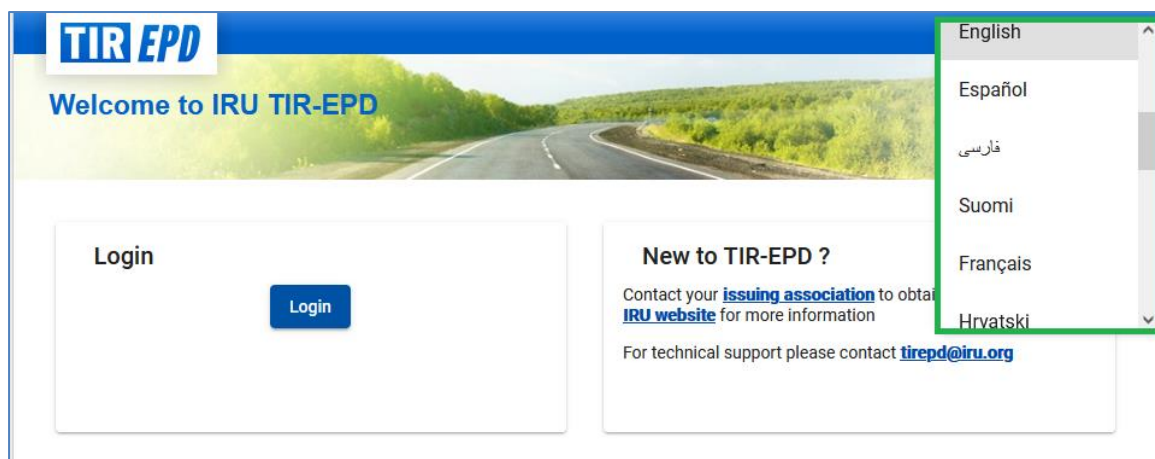 TIR EPD
Welcome to IRU TIR-EPD
English
Español
فارسی
Suomi
Français
Hrvatski
Login
Login
New to TIR-EPD ?
Contact your issuing association to
IRU website for more information
For technical support please contact tirepd@iru.org